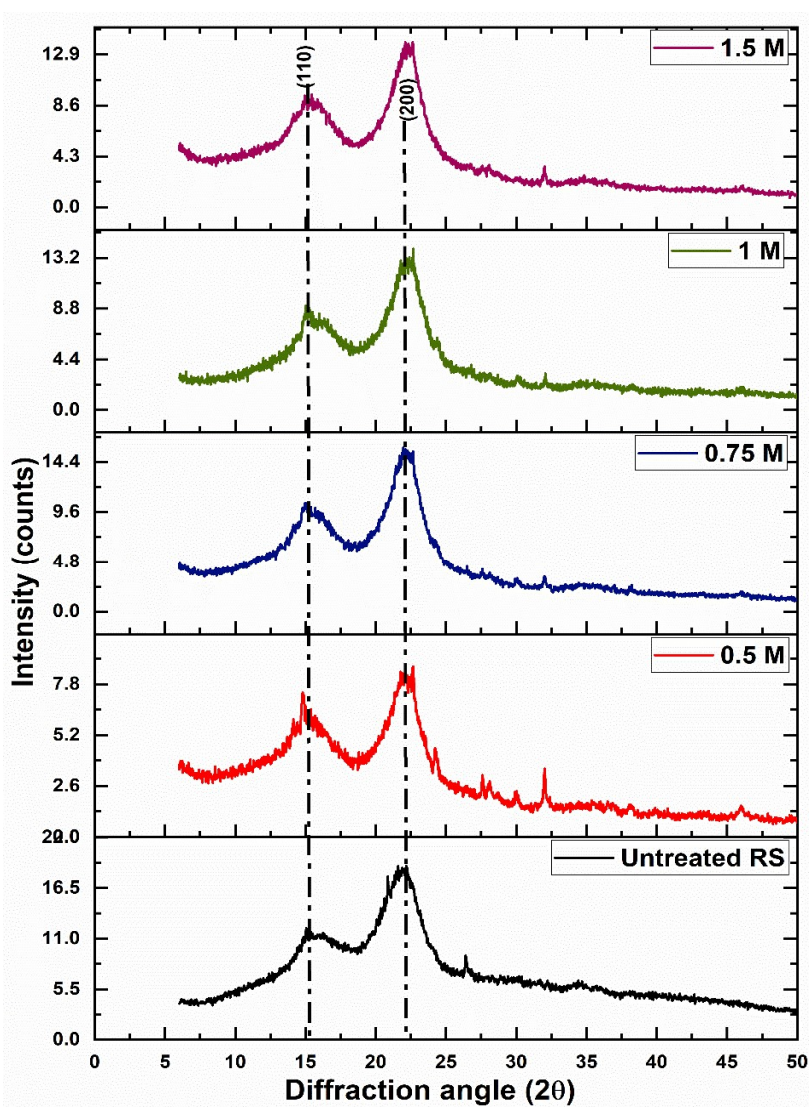 1.5 M
12.9
8.6
4.3
0.0
(110)
(200)
1 M
13.2
8.8
4.4
0.0
0.75 M
14.4
9.6
4.8
0.0
0.5 M
7.8
5.2
2.6
Untreated RS
16.5
11.0
5.5
0.0
0 5 10 15 20 25 30 35 40 45 50
Intensity (counts)
Diffraction angle (2θ)